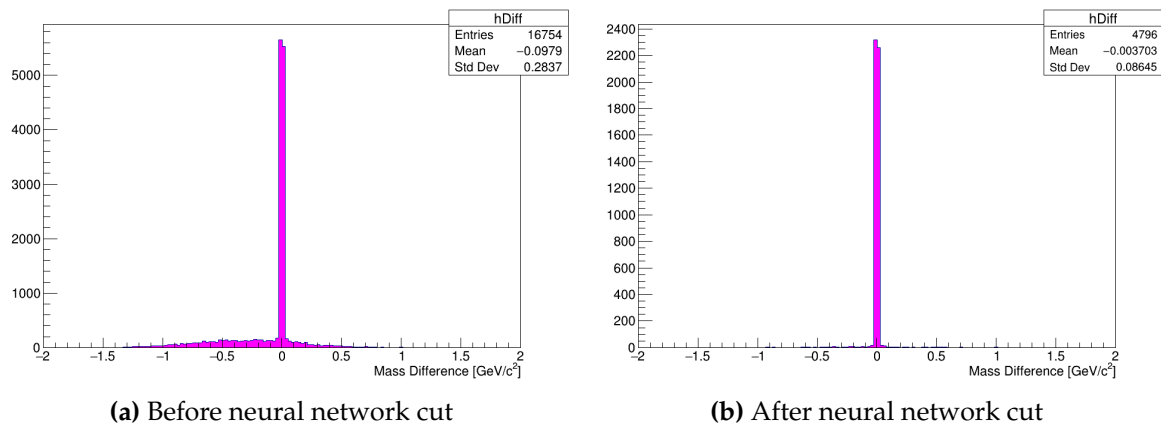 hDiff
Entries 16754
Mean −0.0979
Std Dev 0.2837
5000
4000
3000
2000
1000
0
−2 −1.5 −1 −0.5 0 0.5 1 1.5 2
Mass Difference [GeV/c²]
(a) Before neural network cut
hDiff
Entries 4796
Mean −0.003703
Std Dev 0.08645
2400
2200
2000
1800
1600
1400
1200
1000
800
600
400
200
0
−2 −1.5 −1 −0.5 0 0.5 1 1.5 2
Mass Difference [GeV/c²]
(b) After neural network cut